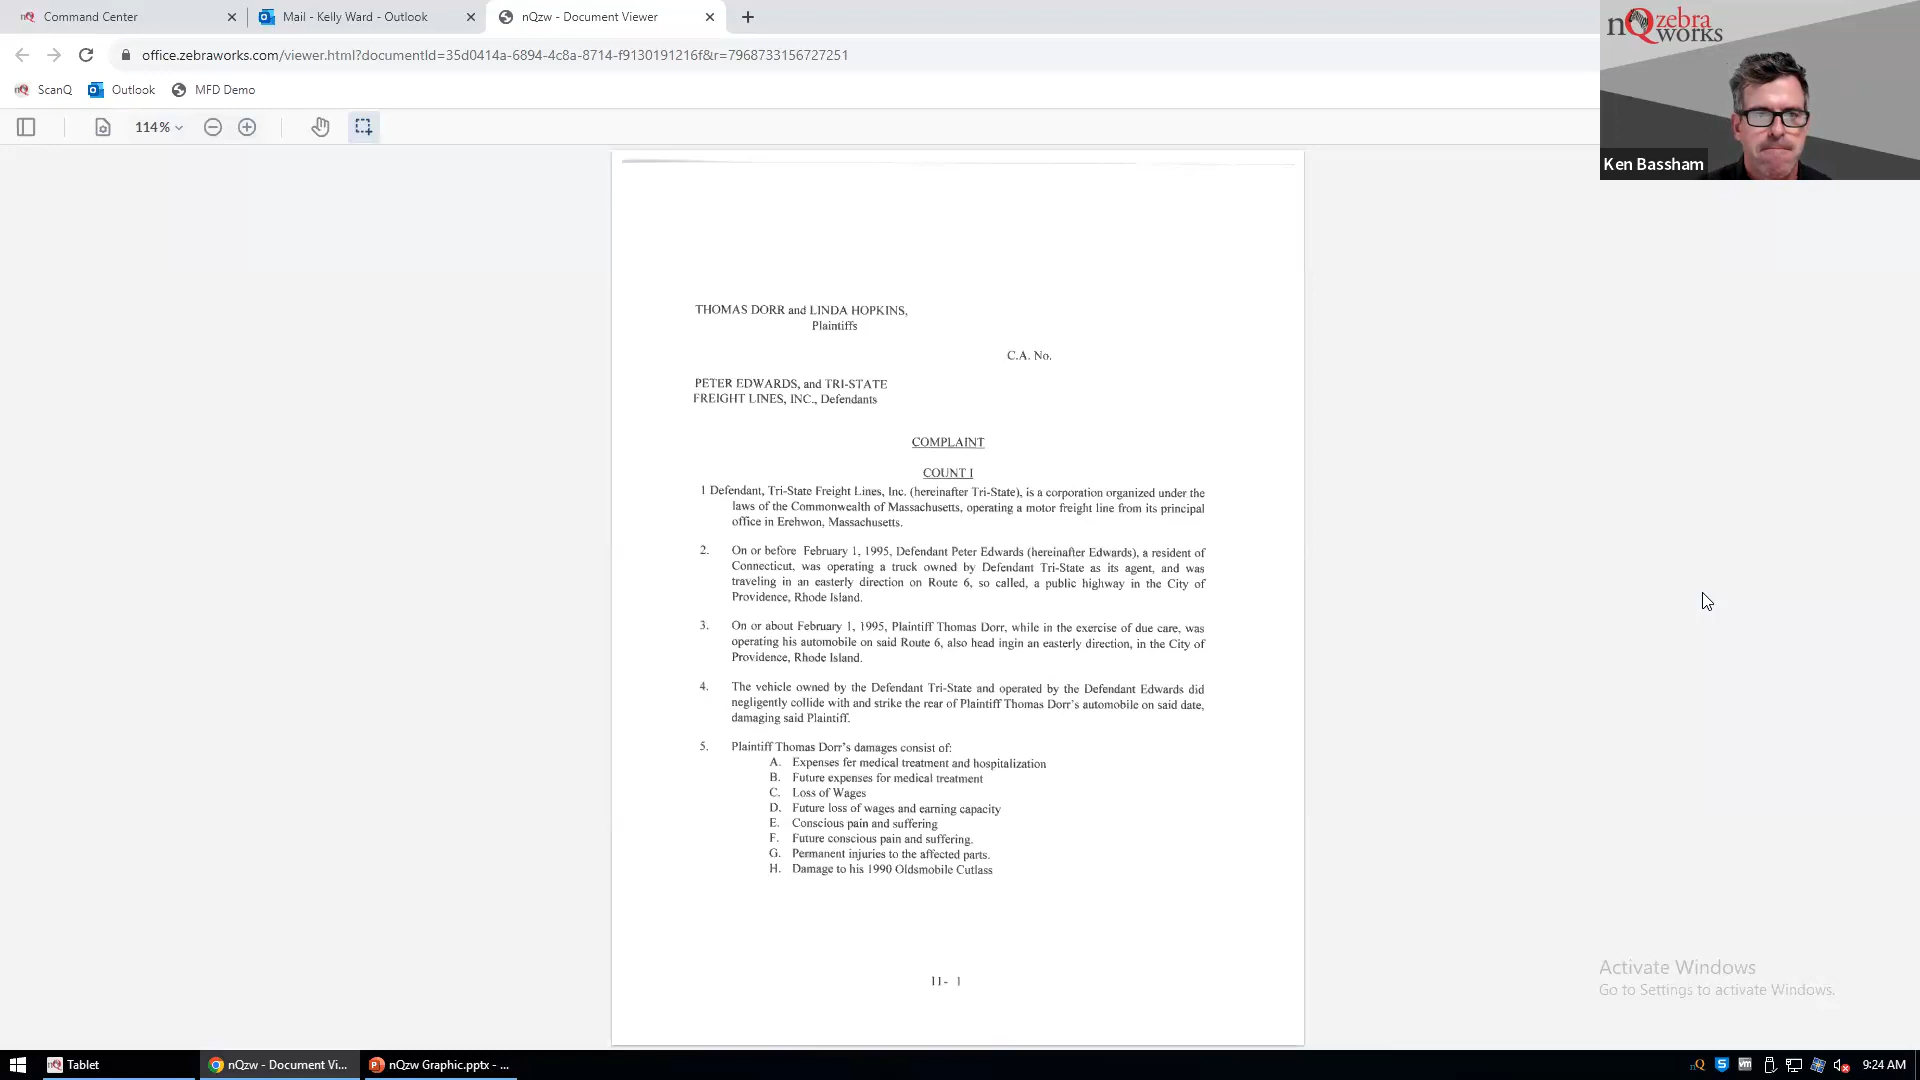 Command Center
Mail - Kelly Ward - Outlook
nQzw - Document Viewer
office.zebraworks.com/viewer.html?documentId=35d0414a-6894-4c8a-8714-f9130191216f&r=7968733156727251
ScanQ
Outlook
MFD Demo
114%
nQ zebra
works
Ken Bassham
THOMAS DORR and LINDA HOPKINS,
Plaintiffs
C.A. No.
PETER EDWARDS, and TRI-STATE
FREIGHT LINES, INC., Defendants
COMPLAINT
COUNT I
1 Defendant, Tri-State Freight Lines, Inc. (hereinafter Tri-State), is a corporation organized under the
laws of the Commonwealth of Massachusetts, operating a motor freight line from its principal
office in Erehwon, Massachusetts.
2. On or before February 1, 1995, Defendant Peter Edwards (hereinafter Edwards), a resident of
Connecticut, was operating a truck owned by Defendant Tri-State as its agent, and was
traveling in an easterly direction on Route 6, so called, a public highway in the City of
Providence, Rhode Island.
3. On or about February 1, 1995, Plaintiff Thomas Dorr, while in the exercise of due care, was
operating his automobile on said Route 6, also head ingin an easterly direction, in the City of
Providence, Rhode Island.
4. The vehicle owned by the Defendant Tri-State and operated by the Defendant Edwards did
negligently collide with and strike the rear of Plaintiff Thomas Dorr's automobile on said date,
damaging said Plaintiff.
5. Plaintiff Thomas Dorr's damages consist of:
A. Expenses fer medical treatment and hospitalization
B. Future expenses for medical treatment
C. Loss of Wages
D. Future loss of wages and earning capacity
E. Conscious pain and suffering
F. Future conscious pain and suffering.
G. Permanent injuries to the affected parts.
H. Damage to his 1990 Oldsmobile Cutlass
II- 1
Activate Windows
Go to Settings to activate Windows.
Tablet
nQzw - Document Vi...
nQzw Graphic.pptx - ...
9:24 AM